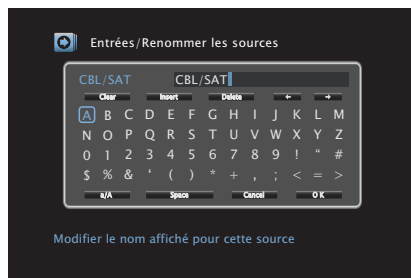 Entrées/Renommer les sources
CBL/SAT CBL/SAT
Clear Insert Delete ← →
A B C D E F G H I J K L M
N O P Q R S T U V W X Y Z
0 1 2 3 4 5 6 7 8 9 ! “ #
$ % & ‘ ( ) * + , ; < = >
a/A Space Cancel OK
Modifier le nom affiché pour cette source